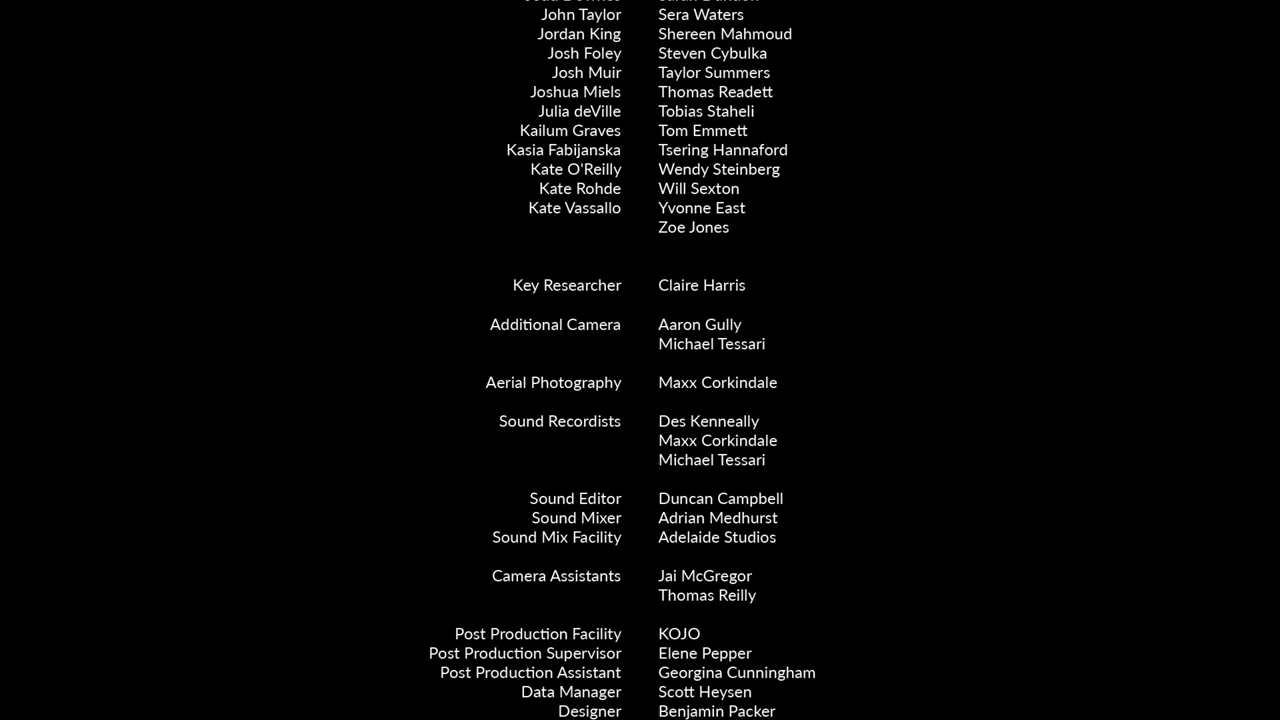 John Taylor Sera Waters
Jordan King Shereen Mahmoud
Josh Foley Steven Cybulka
Josh Muir Taylor Summers
Joshua Miels Thomas Readett
Julia deVille Tobias Staheli
Kailum Graves Tom Emmett
Kasia Fabijanska Tsering Hannaford
Kate O'Reilly Wendy Steinberg
Kate Rohde Will Sexton
Kate Vassallo Yvonne East
Zoe Jones
Key Researcher Claire Harris
Additional Camera Aaron Gully
Michael Tessari
Aerial Photography Maxx Corkindale
Sound Recordists Des Kenneally
Maxx Corkindale
Michael Tessari
Sound Editor Duncan Campbell
Sound Mixer Adrian Medhurst
Sound Mix Facility Adelaide Studios
Camera Assistants Jai McGregor
Thomas Reilly
Post Production Facility KOJO
Post Production Supervisor Elene Pepper
Post Production Assistant Georgina Cunningham
Data Manager Scott Heysen
Designer Benjamin Packer